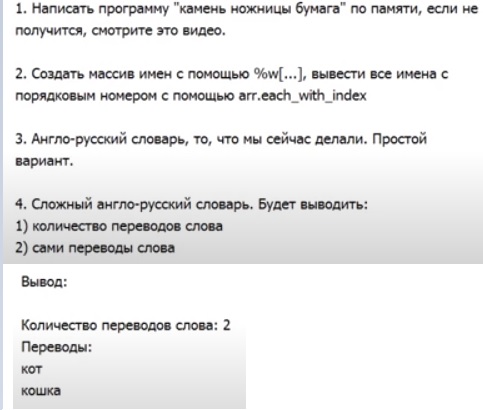 1. Написать программу "камень ножницы бумага" по памяти, если не
получится, смотрите это видео.
2. Создать массив имен с помощью %w[...], вывести все имена с
порядковым номером с помощью arr.each_with_index
3. Англо-русский словарь, то, что мы сейчас делали. Простой
вариант.
4. Сложный англо-русский словарь. Будет выводить:
1) количество переводов слова
2) сами переводы слова
Вывод:
Количество переводов слова: 2
Переводы:
кот
кошка